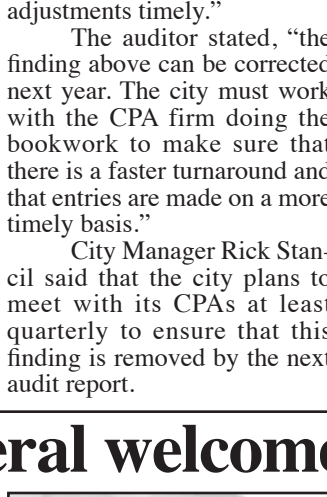 adjustments timely.”
The auditor stated, “the
finding above can be corrected
next year. The city must work
with the CPA firm doing the
bookwork to make sure that
there is a faster turnaround and
that entries are made on a more
timely basis.”
City Manager Rick Stan-
cil said that the city plans to
meet with its CPAs at least
quarterly to ensure that this
finding is removed by the next
audit report.
eral welcome